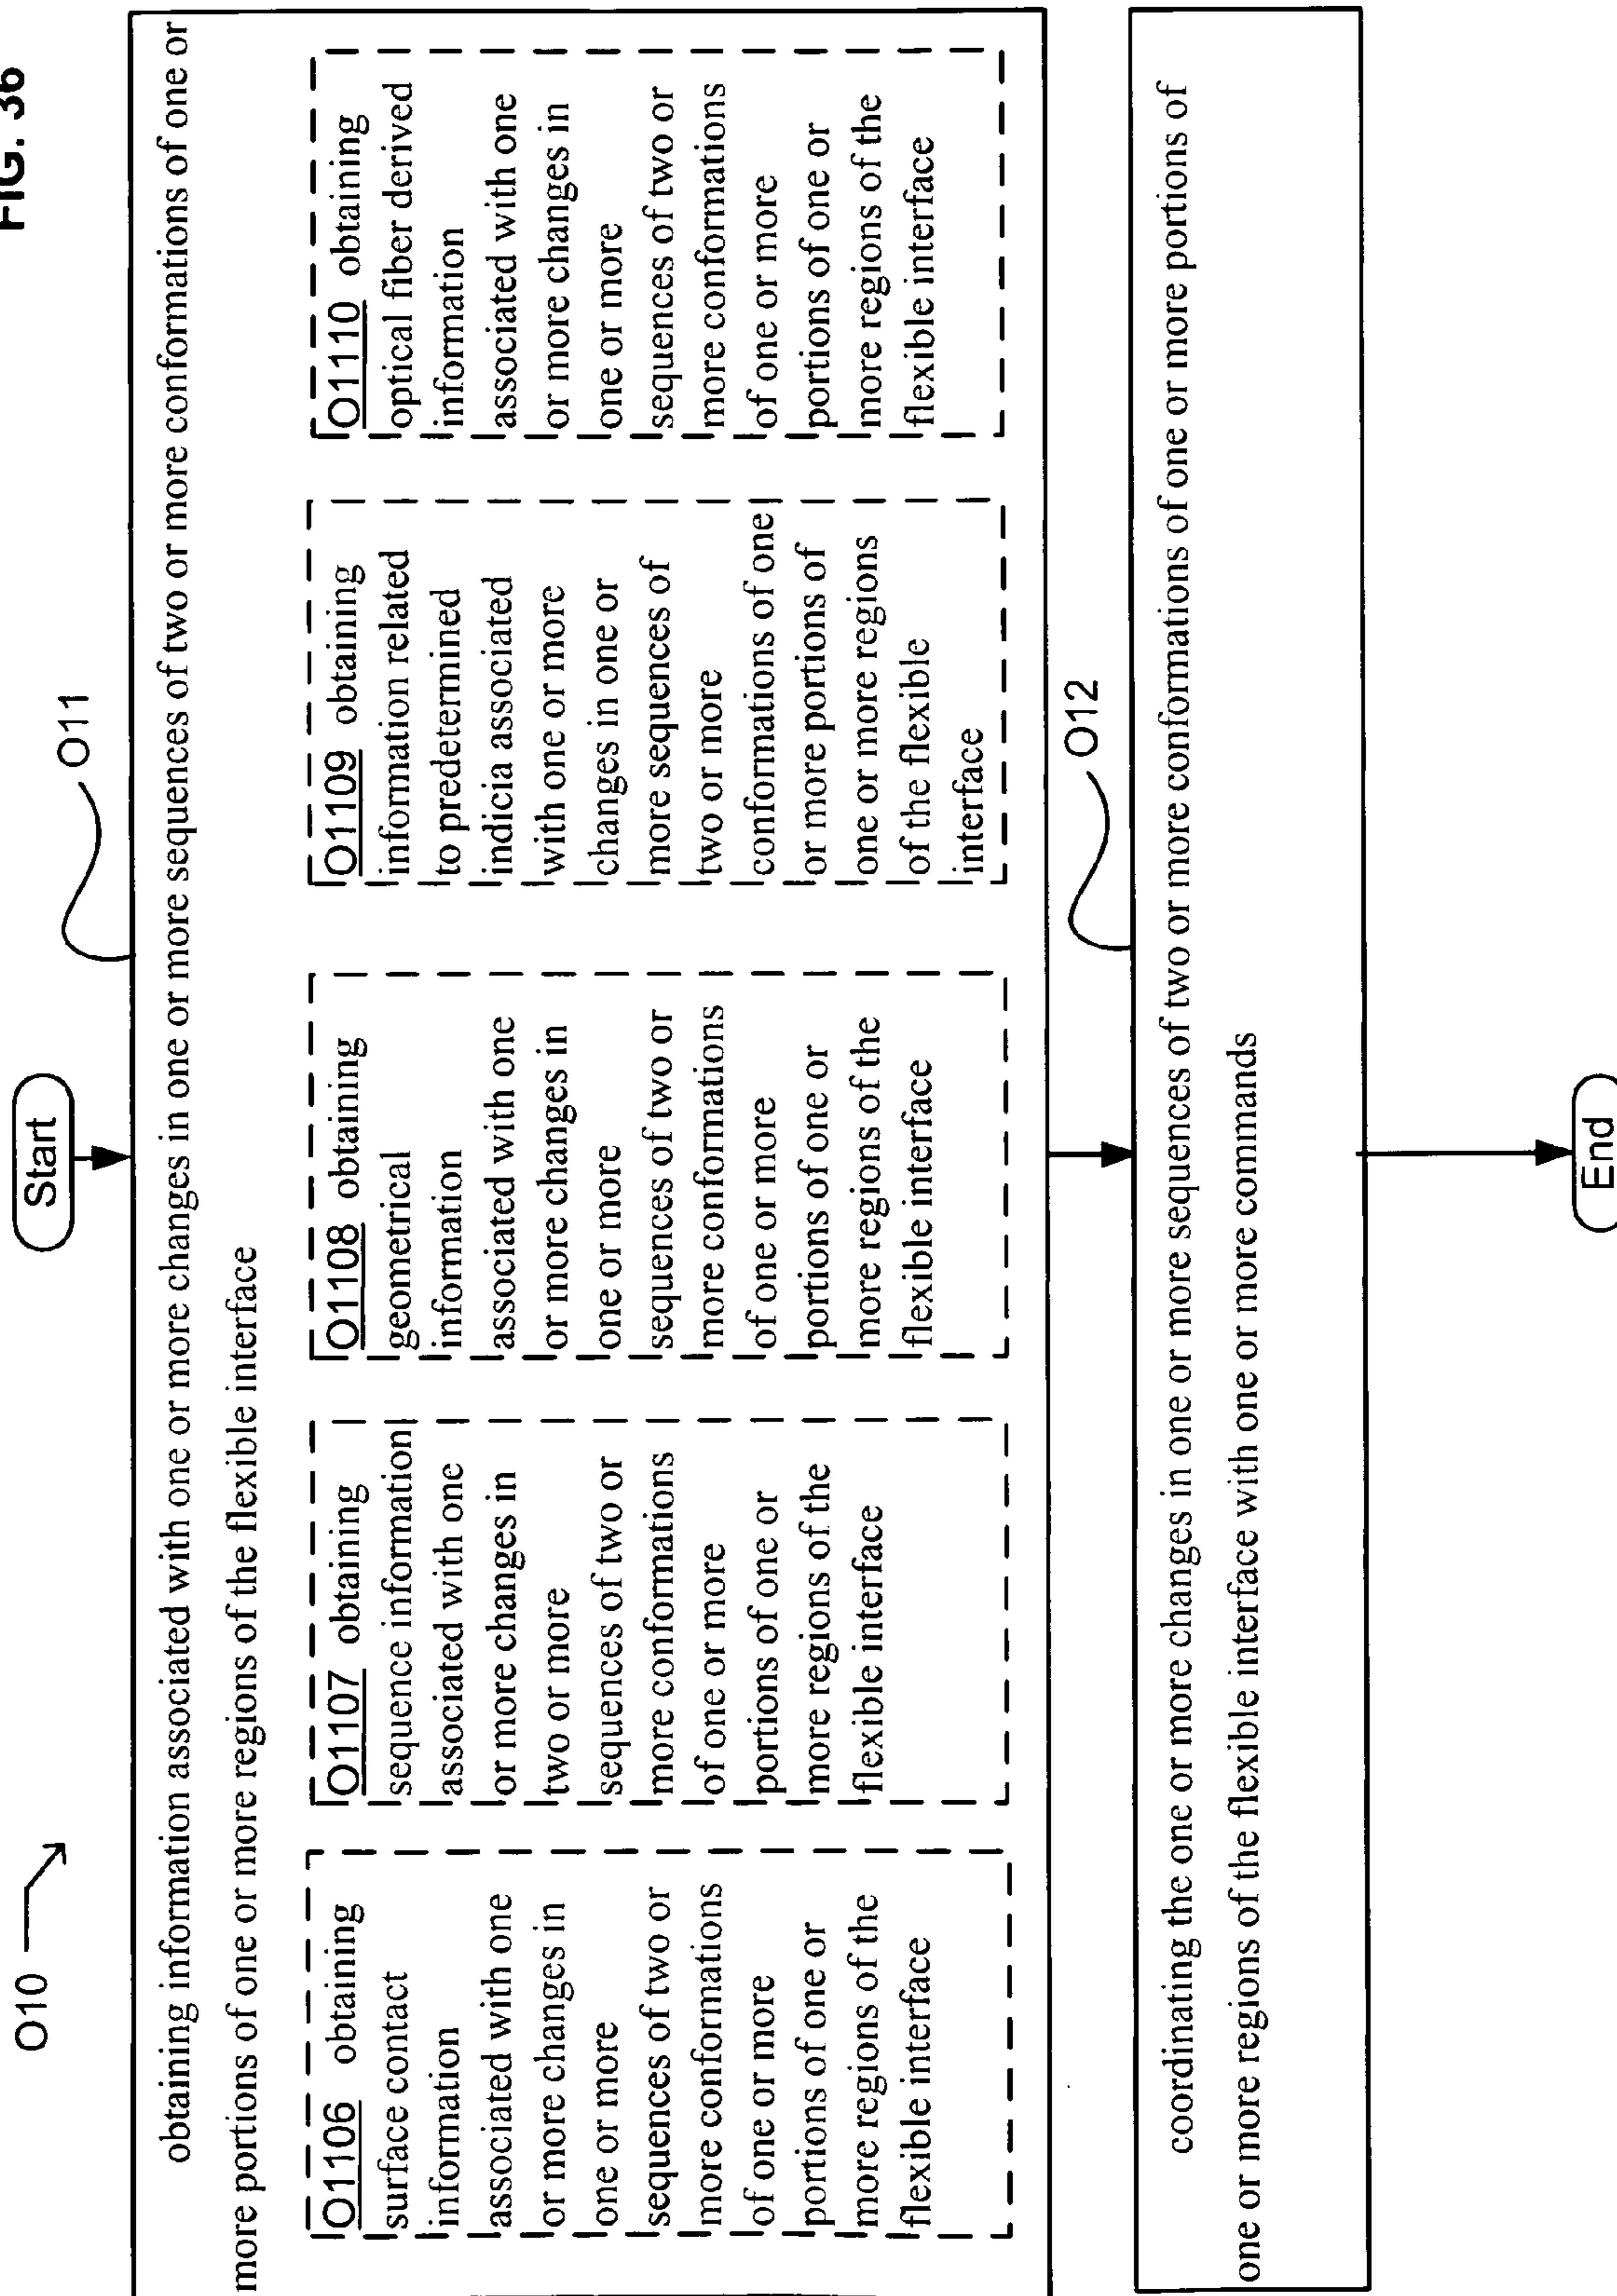 FIG. 36
O10
Start
O11
obtaining information associated with one or more changes in one or more sequences of two or more conformations of one or
more portions of one or more regions of the flexible interface
O1106 obtaining
surface contact
information
associated with one
or more changes in
one or more
sequences of two or
more conformations
of one or more
portions of one or
more regions of the
flexible interface
O1107 obtaining
sequence information
associated with one
or more changes in
two or more
sequences of two or
more conformations
of one or more
portions of one or
more regions of the
flexible interface
O1108 obtaining
geometrical
information
associated with one
or more changes in
one or more
sequences of two or
more conformations
of one or more
portions of one or
more regions of the
flexible interface
O1109 obtaining
information related
to predetermined
indicia associated
with one or more
changes in one or
more sequences of
two or more
conformations of one
or more portions of
one or more regions
of the flexible
interface
O1110 obtaining
optical fiber derived
information
associated with one
or more changes in
one or more
sequences of two or
more conformations
of one or more
portions of one or
more regions of the
flexible interface
O12
coordinating the one or more changes in one or more sequences of two or more conformations of one or more portions of
one or more regions of the flexible interface with one or more commands
End